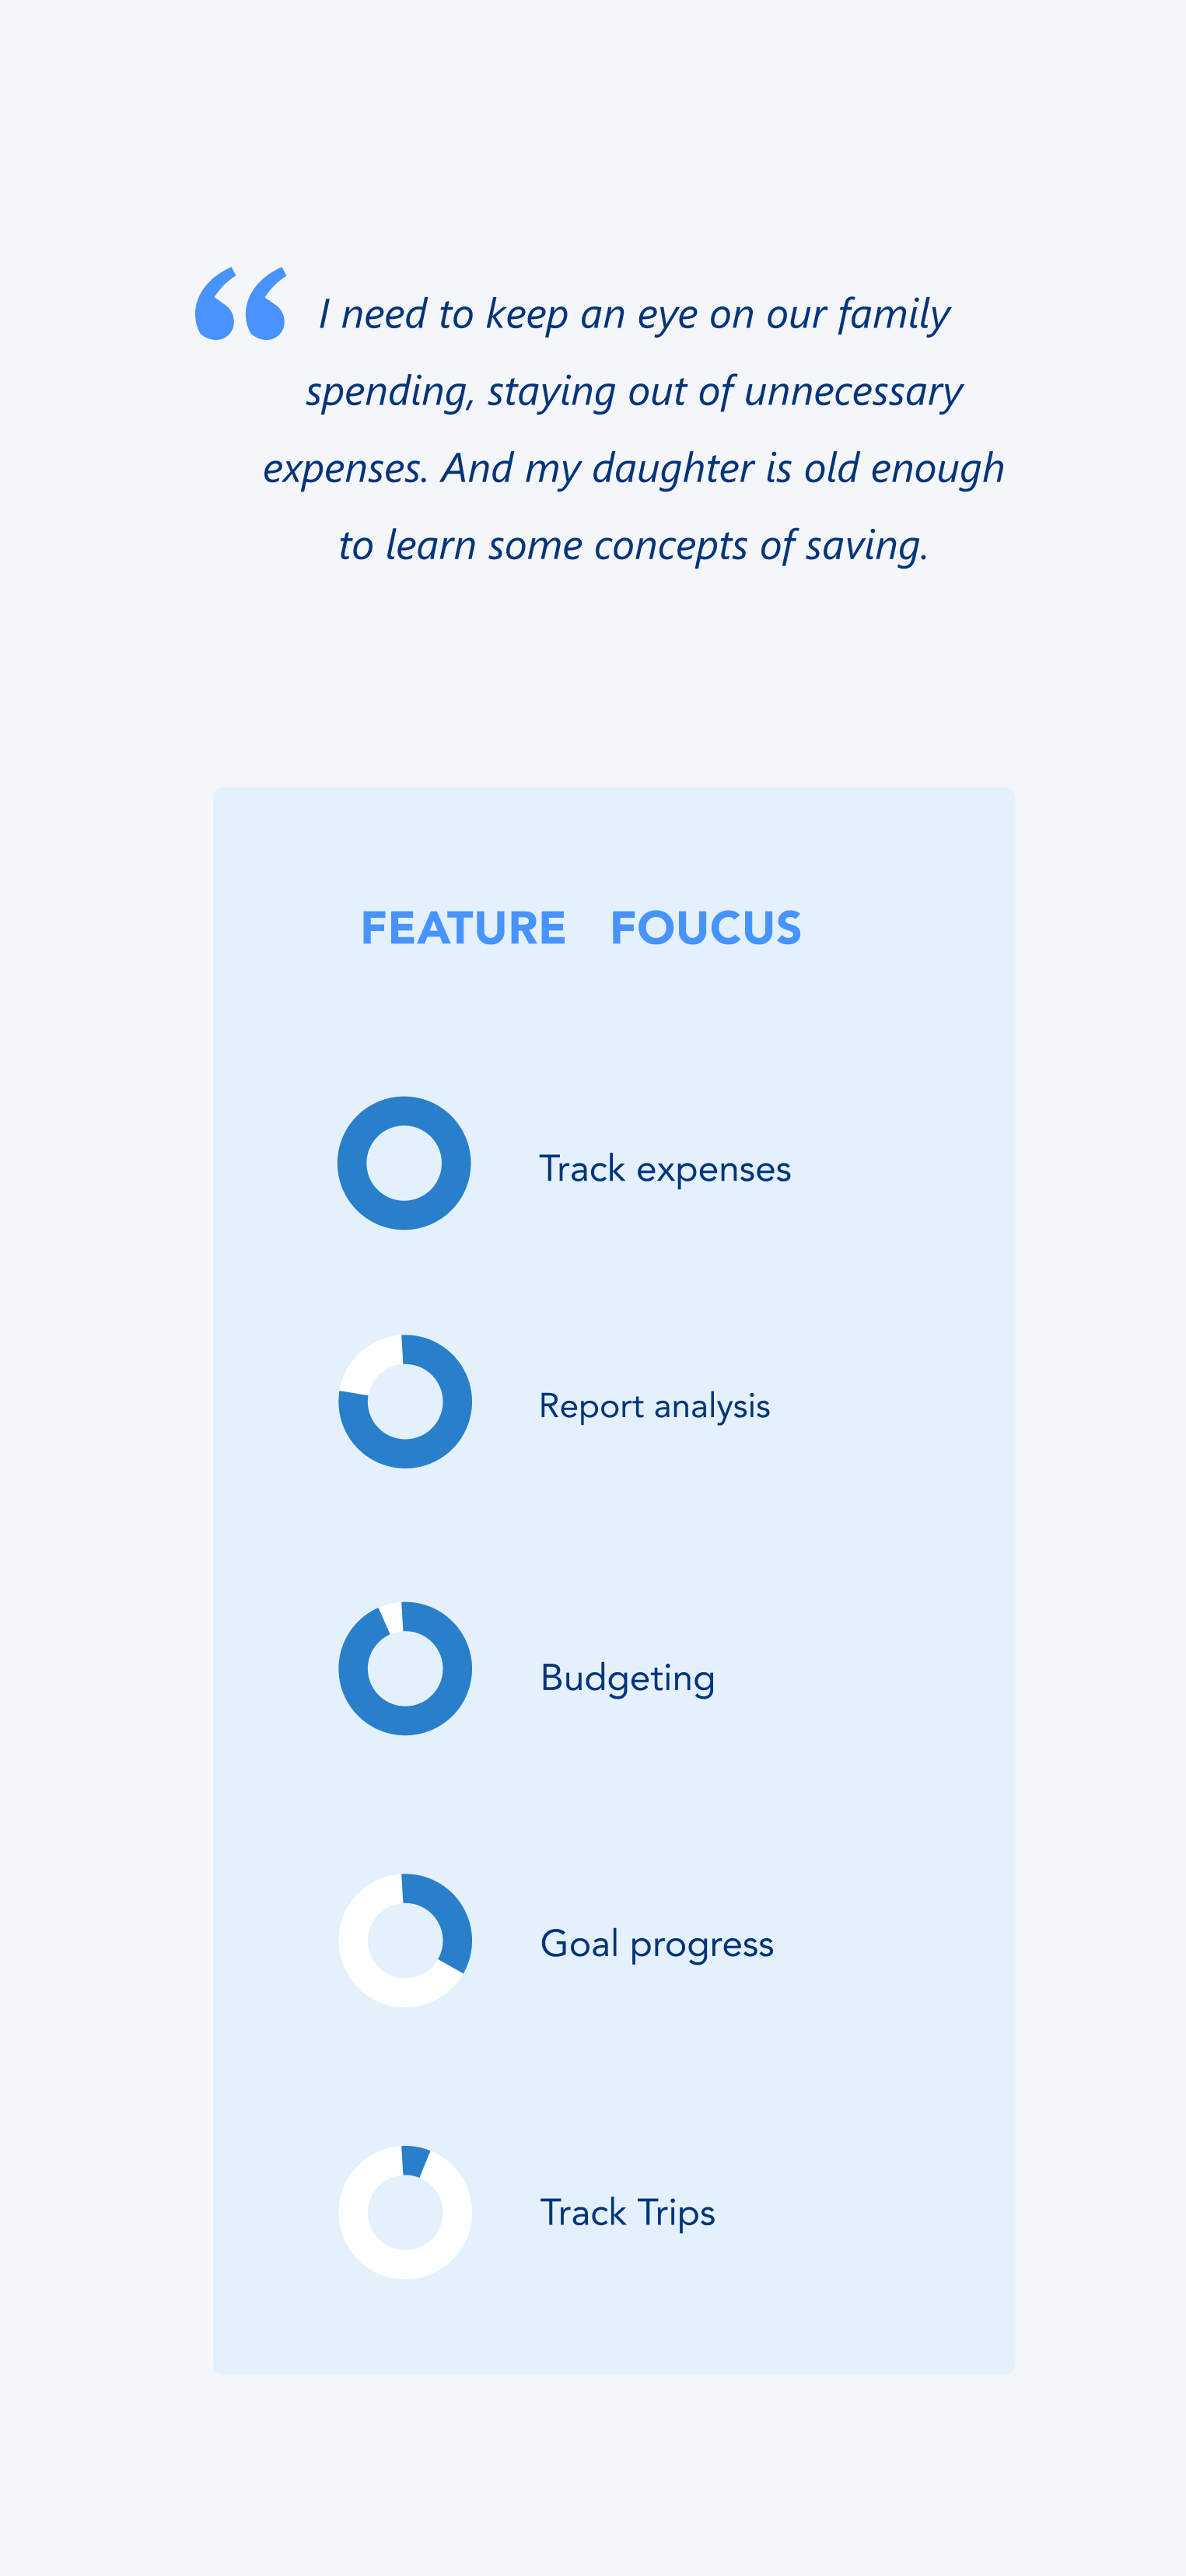 “ I need to keep an eye on our family
spending, staying out of unnecessary
expenses. And my daughter is old enough
to learn some concepts of saving.
FEATURE FOUCUS
Track expenses
Report analysis
Budgeting
Goal progress
Track Trips